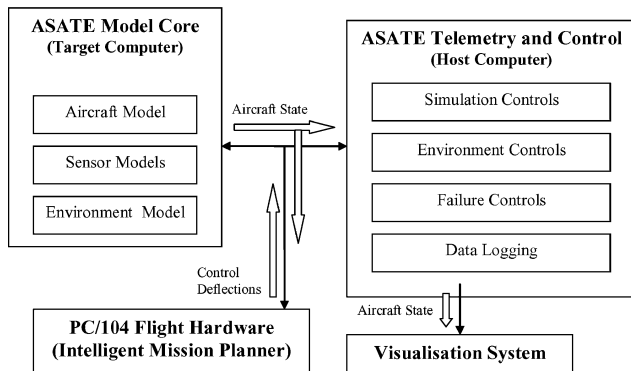 ASATE Model Core
(Target Computer)
Aircraft Model
Sensor Models
Environment Model
Aircraft State
ASATE Telemetry and Control
(Host Computer)
Simulation Controls
Environment Controls
Failure Controls
Data Logging
Control
Deflections
Aircraft State
PC/104 Flight Hardware
(Intelligent Mission Planner)
Visualisation System